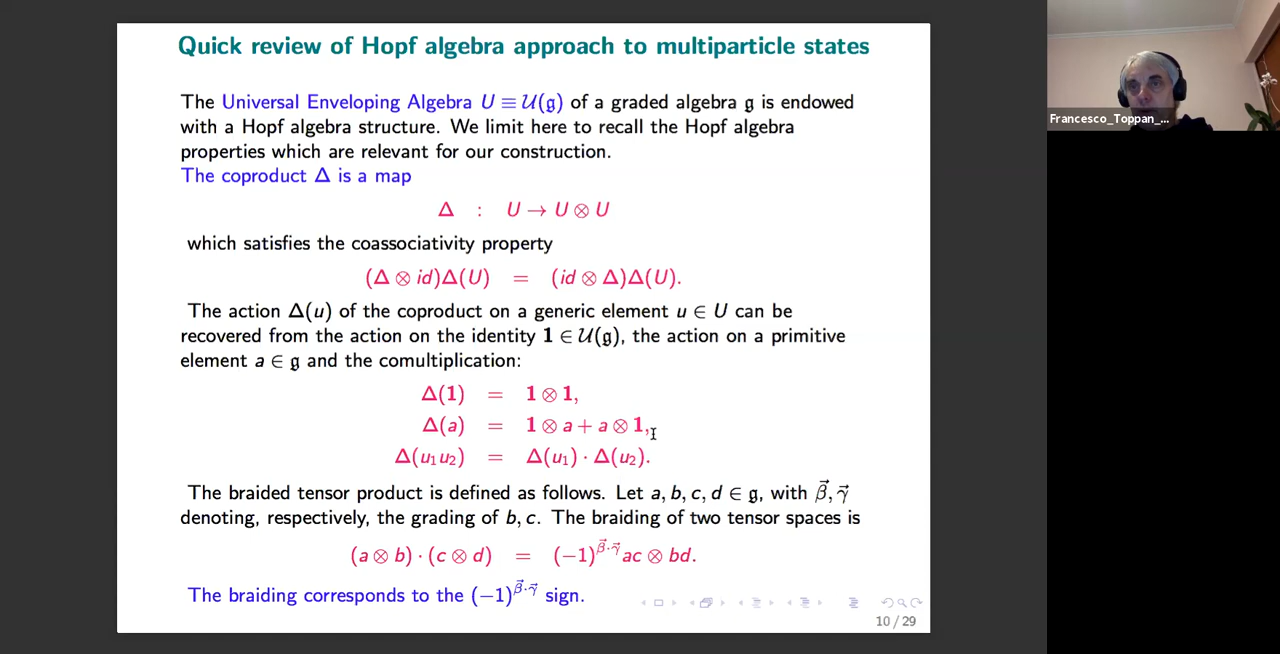 Quick review of Hopf algebra approach to multiparticle states
The Universal Enveloping Algebra U ≡ 𝒰(𝔤) of a graded algebra 𝔤 is endowed
with a Hopf algebra structure. We limit here to recall the Hopf algebra
properties which are relevant for our construction.
The coproduct Δ is a map
Δ : U → U ⊗ U
which satisfies the coassociativity property
(Δ ⊗ id)Δ(U) = (id ⊗ Δ)Δ(U).
The action Δ(u) of the coproduct on a generic element u ∈ U can be
recovered from the action on the identity 1 ∈ 𝒰(𝔤), the action on a primitive
element a ∈ 𝔤 and the comultiplication:
Δ(1) = 1 ⊗ 1,
Δ(a) = 1 ⊗ a + a ⊗ 1,
Δ(u₁u₂) = Δ(u₁) · Δ(u₂).
The braided tensor product is defined as follows. Let a, b, c, d ∈ 𝔤, with β⃗, γ⃗
denoting, respectively, the grading of b, c. The braiding of two tensor spaces is
(a ⊗ b) · (c ⊗ d) = (−1)^{β⃗·γ⃗} ac ⊗ bd.
The braiding corresponds to the (−1)^{β⃗·γ⃗} sign.
10 / 29
Francesco_Toppan_...